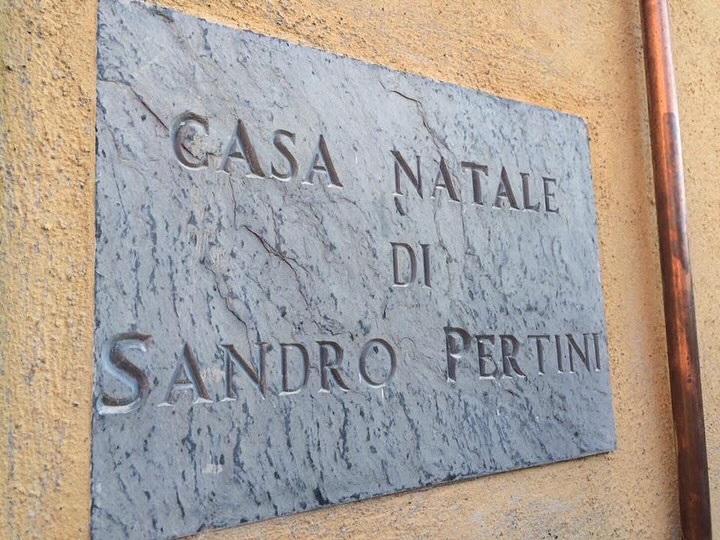 CASA NATALE
DI
SANDRO PERTINI